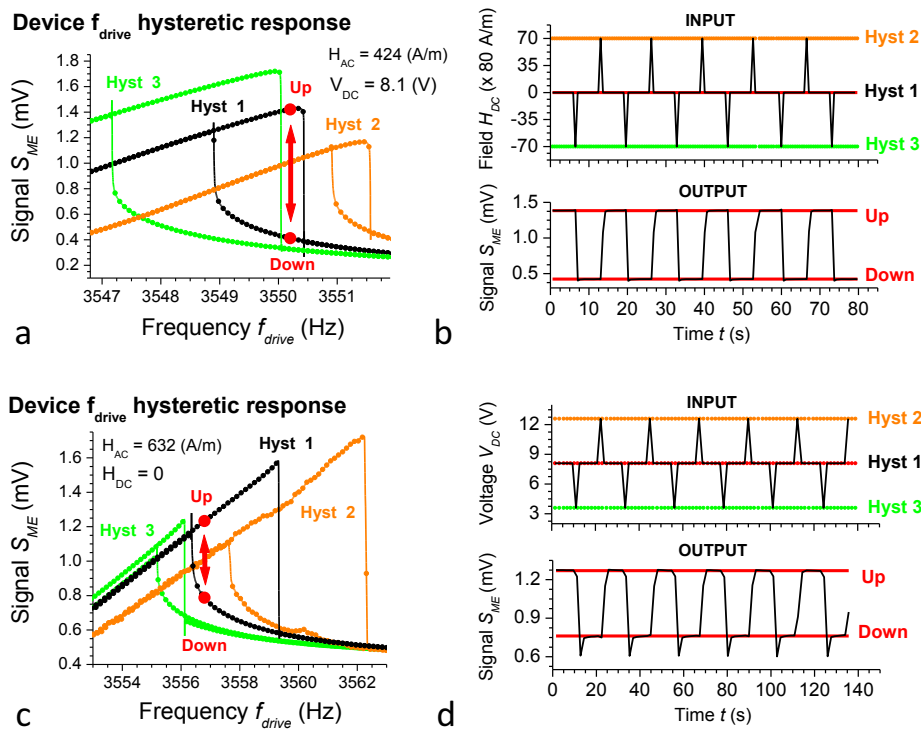 Device f_drive hysteretic response
H_AC = 424 (A/m)
V_DC = 8.1 (V)
Hyst 3
Up
Hyst 1
Hyst 2
Down
Signal S_ME (mV)
1.8
1.6
1.4
1.2
1.0
0.8
0.6
0.4
0.2
3547 3548 3549 3550 3551
Frequency f_drive (Hz)
a
INPUT
Field H_DC (x 80 A/m)
70
35
0
-35
-70
Hyst 2
Hyst 1
Hyst 3
OUTPUT
Signal S_ME (mV)
1.5
1.0
0.5
Up
Down
0 10 20 30 40 50 60 70 80
Time t (s)
b
Device f_drive hysteretic response
H_AC = 632 (A/m)
H_DC = 0
Hyst 1
Up
Hyst 3
Hyst 2
Down
Signal S_ME (mV)
1.6
1.4
1.2
1.0
0.8
0.6
0.4
3554 3556 3558 3560 3562
Frequency f_drive (Hz)
c
INPUT
Voltage V_DC (V)
12
9
6
3
Hyst 2
Hyst 1
Hyst 3
OUTPUT
Signal S_ME (mV)
1.2
0.9
0.6
Up
Down
0 20 40 60 80 100 120 140
Time t (s)
d